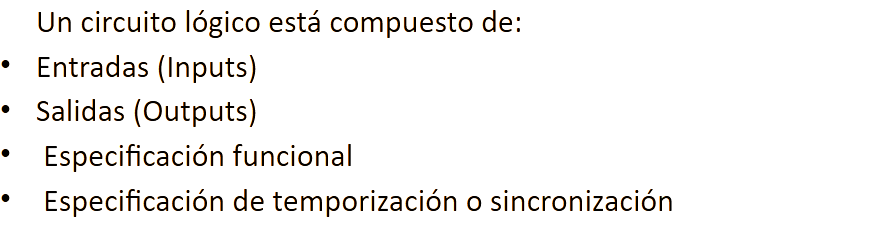 Un circuito lógico está compuesto de:
• Entradas (Inputs)
• Salidas (Outputs)
• Especificación funcional
• Especificación de temporización o sincronización